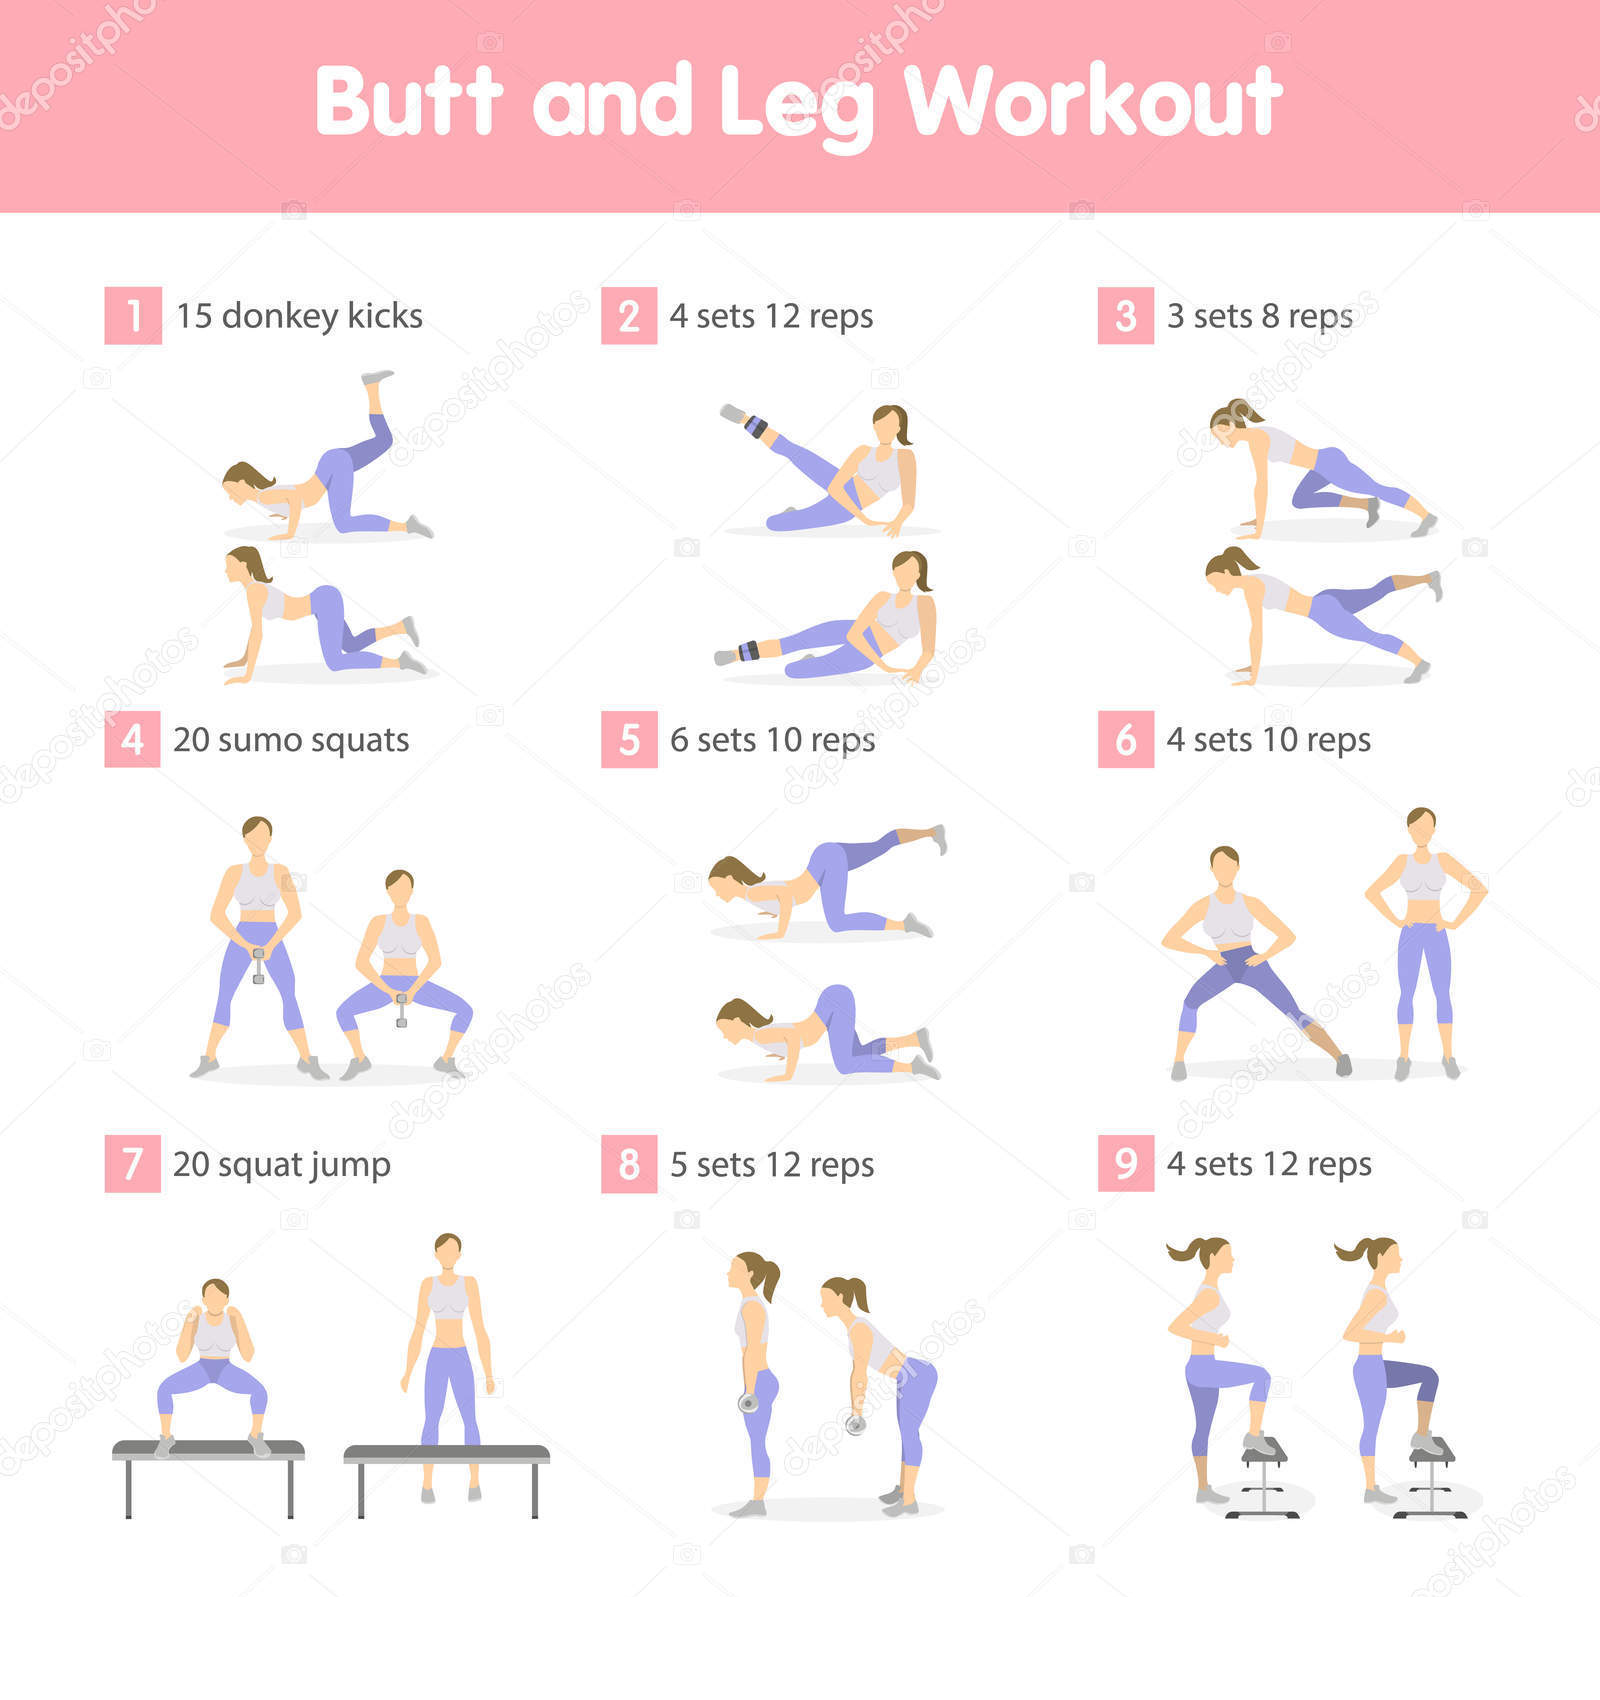 Butt and Leg Workout
1 15 donkey kicks
2 4 sets 12 reps
3 3 sets 8 reps
4 20 sumo squats
5 6 sets 10 reps
6 4 sets 10 reps
7 20 squat jump
8 5 sets 12 reps
9 4 sets 12 reps
depositphotos